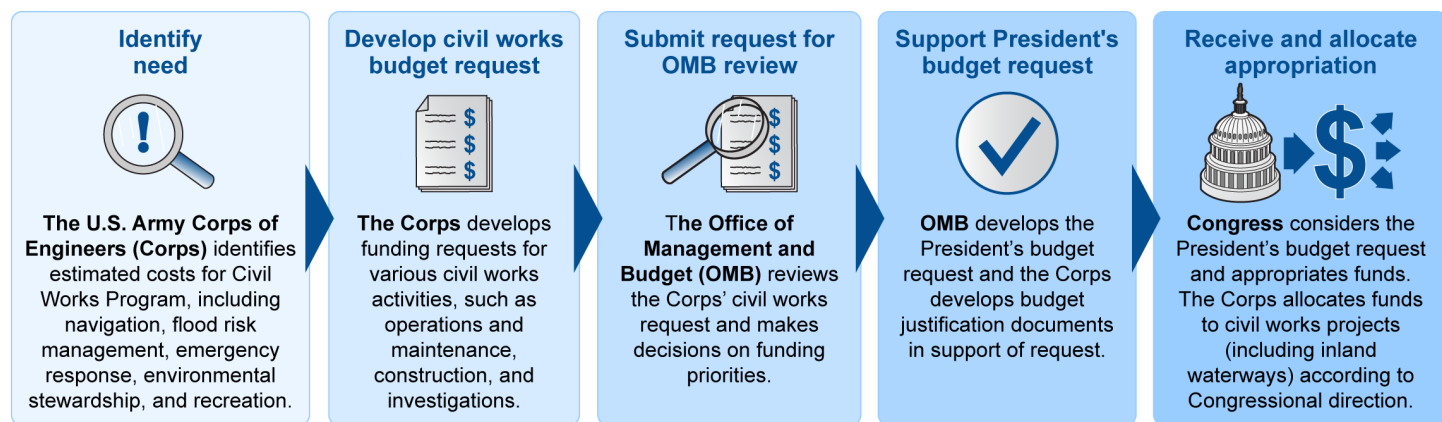 Identify
need
The U.S. Army Corps of
Engineers (Corps) identifies
estimated costs for Civil
Works Program, including
navigation, flood risk
management, emergency
response, environmental
stewardship, and recreation.
Develop civil works
budget request
$
$
$
The Corps develops
funding requests for
various civil works
activities, such as
operations and
maintenance,
construction, and
investigations.
Submit request for
OMB review
$
$
$
The Office of
Management and
Budget (OMB) reviews
the Corps’ civil works
request and makes
decisions on funding
priorities.
Support President's
budget request
OMB develops the
President’s budget
request and the Corps
develops budget
justification documents
in support of request.
Receive and allocate
appropriation
$
Congress considers the
President’s budget request
and appropriates funds.
The Corps allocates funds
to civil works projects
(including inland
waterways) according to
Congressional direction.